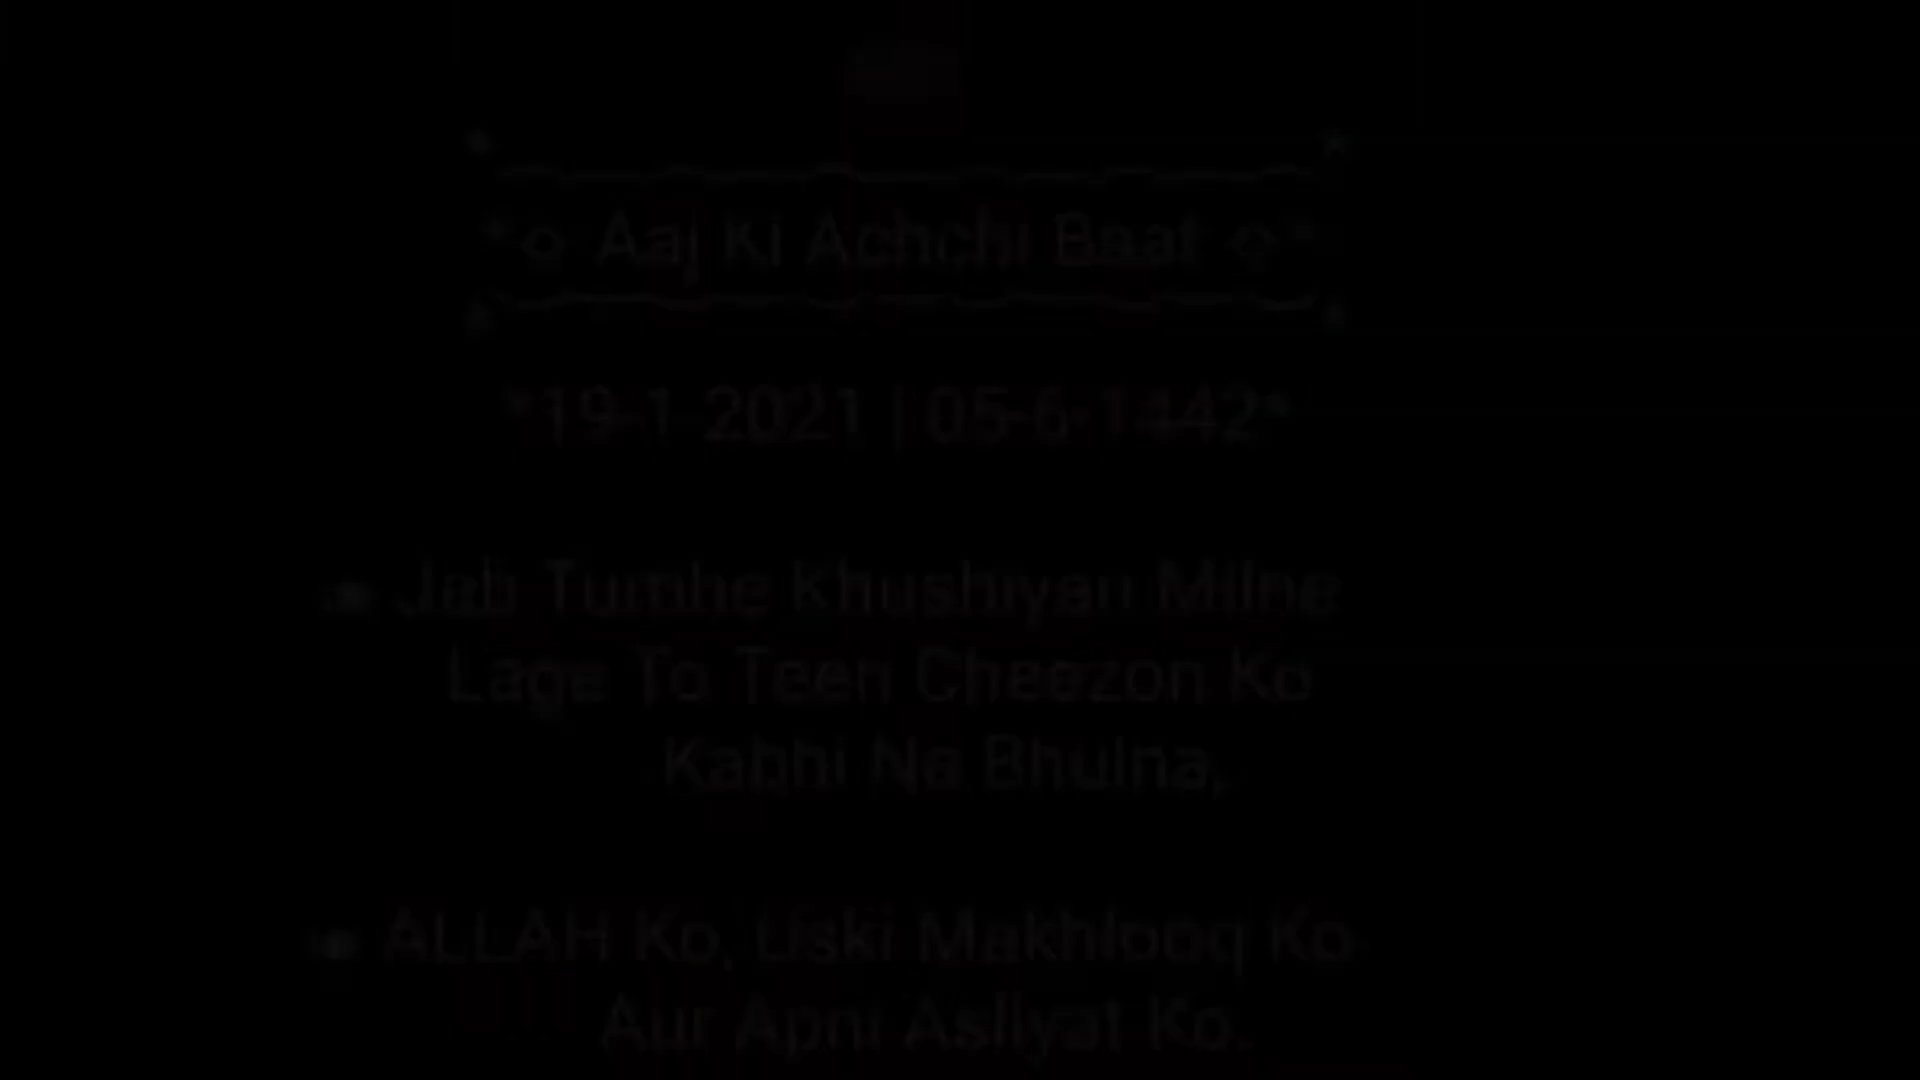 *◇ Aaj Ki Achchi Baat ◇*
*19-1-2021 | 05-6-1442*
Jab Tumhe Khushiyan Milne
Lage To Teen Cheezon Ko
Kabhi Na Bhulna,
ALLAH Ko, Uski Makhlooq Ko
Aur Apni Asliyat Ko.